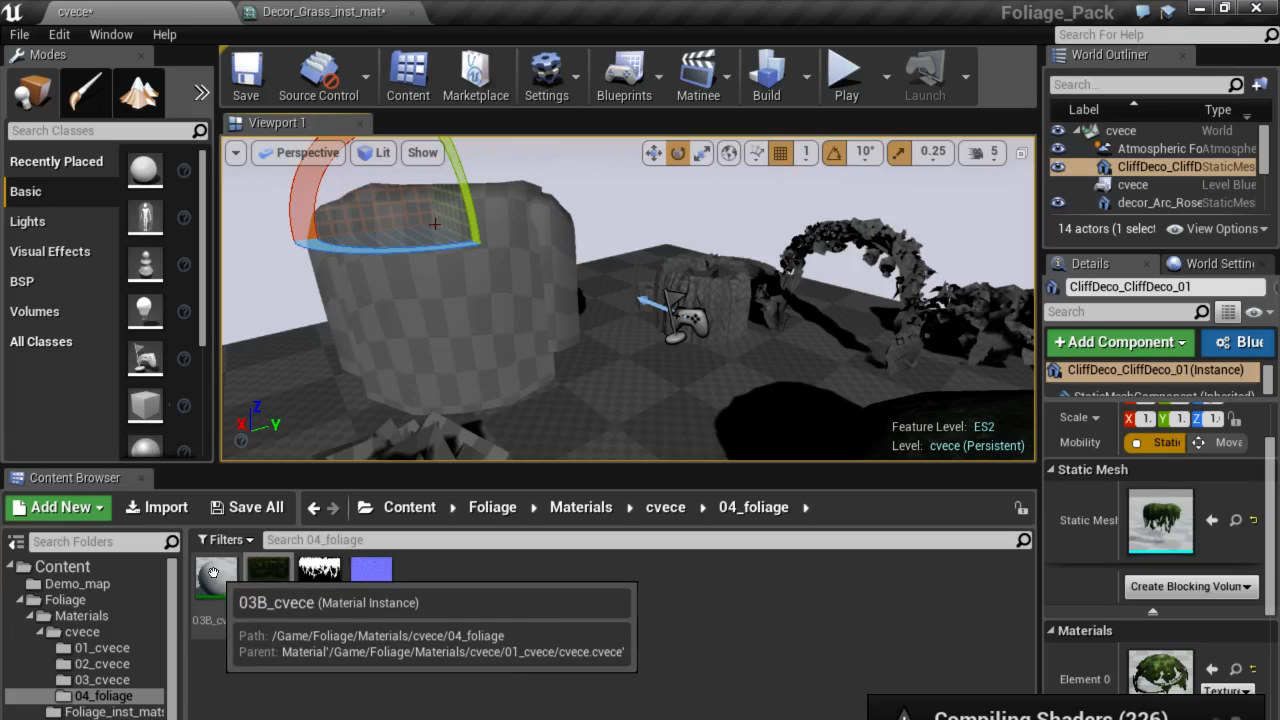 cvece*
Decor_Grass_inst_mat*
Foliage_Pack
File Edit Window Help
Search For Help
Modes
Save
Source Control
Content
Marketplace
Settings
Blueprints
Matinee
Build
Play
Launch
World Outliner
Search...
Label
Type
cvece World
Atmospheric Fo Atmosphe
CliffDeco_CliffD StaticMes
cvece Level Blue
decor_Arc_Rose StaticMes
14 actors (1 select
View Options
Search Classes
Recently Placed
Basic
Lights
Visual Effects
BSP
Volumes
All Classes
Viewport 1
Perspective
Lit
Show
1
10°
0.25
5
Z
X
Y
Feature Level: ES2
Level: cvece (Persistent)
Details
World Settin
CliffDeco_CliffDeco_01
Search
+Add Component
Blue
CliffDeco_CliffDeco_01(Instance)
StaticMeshComponent (Inherited)
Scale
X 1. Y 1. Z 1.
Mobility
Stati
Mova
Static Mesh
Static Mesh
Create Blocking Volun
Materials
Element 0
Textur
Content Browser
Add New
Import
Save All
Content
Foliage
Materials
cvece
04_foliage
Search Folders
Filters
Search 04_foliage
Content
Demo_map
Foliage
Materials
cvece
01_cvece
02_cvece
03_cvece
04_foliage
Foliage_inst_mats
03B_cv
03B_cvece (Material Instance)
Path: /Game/Foliage/Materials/cvece/04_foliage
Parent: Material'/Game/Foliage/Materials/cvece/01_cvece/cvece.cvece'
Compiling Shaders (226)